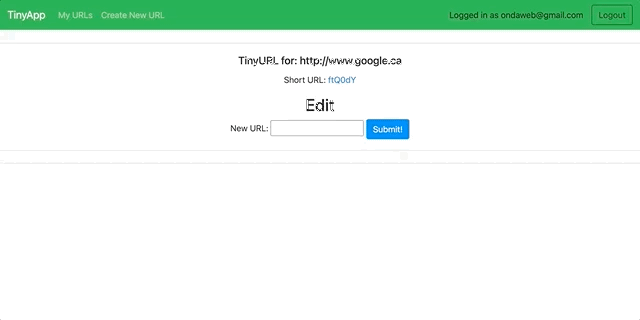 TinyApp My URLs Create New URL Logged in as ondaweb@gmail.com Logout
TinyURL for: http://www.google.ca
Short URL: ftQ0dY
Edit
New URL: Submit!